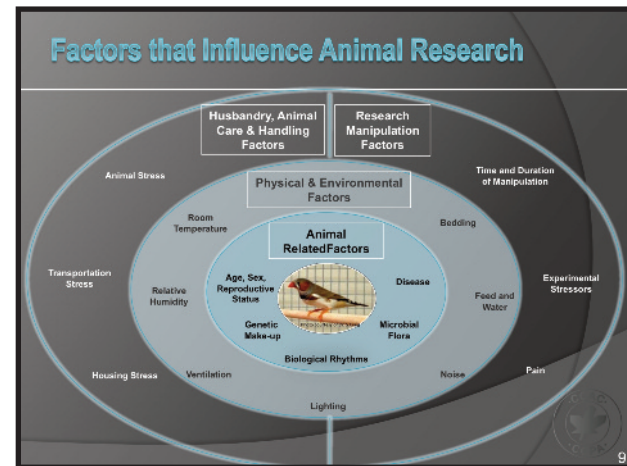 Factors that Influence Animal Research
Husbandry, Animal
Care & Handling
Factors
Research
Manipulation
Factors
Animal Stress
Time and Duration
of Manipulation
Physical & Environmental
Factors
Room
Temperature
Bedding
Animal
RelatedFactors
Transportation
Stress
Relative
Humidity
Age, Sex,
Reproductive
Status
Disease
Feed and
Water
Experimental
Stressors
Genetic
Make-up
Microbial
Flora
Biological Rhythms
Housing Stress
Ventilation
Noise
Pain
Lighting
9